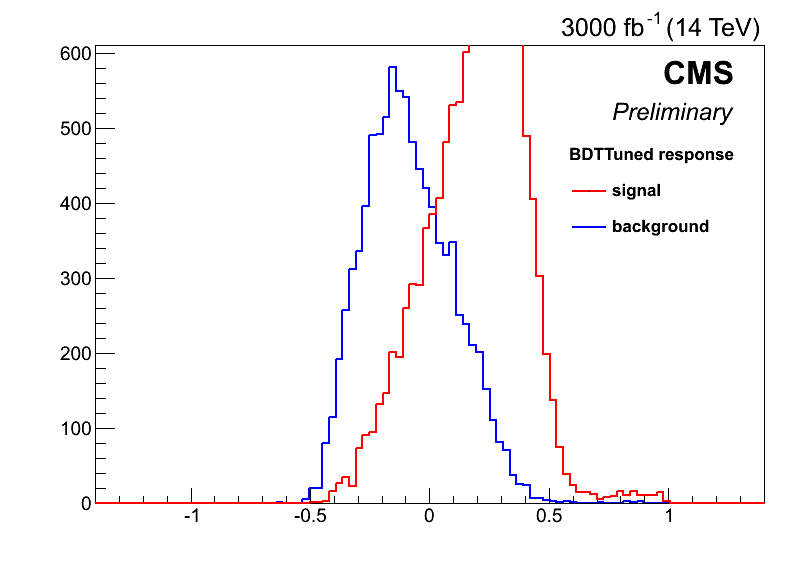 3000 fb-1 (14 TeV)
600
CMS
Preliminary
500
BDTTuned response
signal
400
background
300
200
100
0
-1 -0.5 0 0.5 1